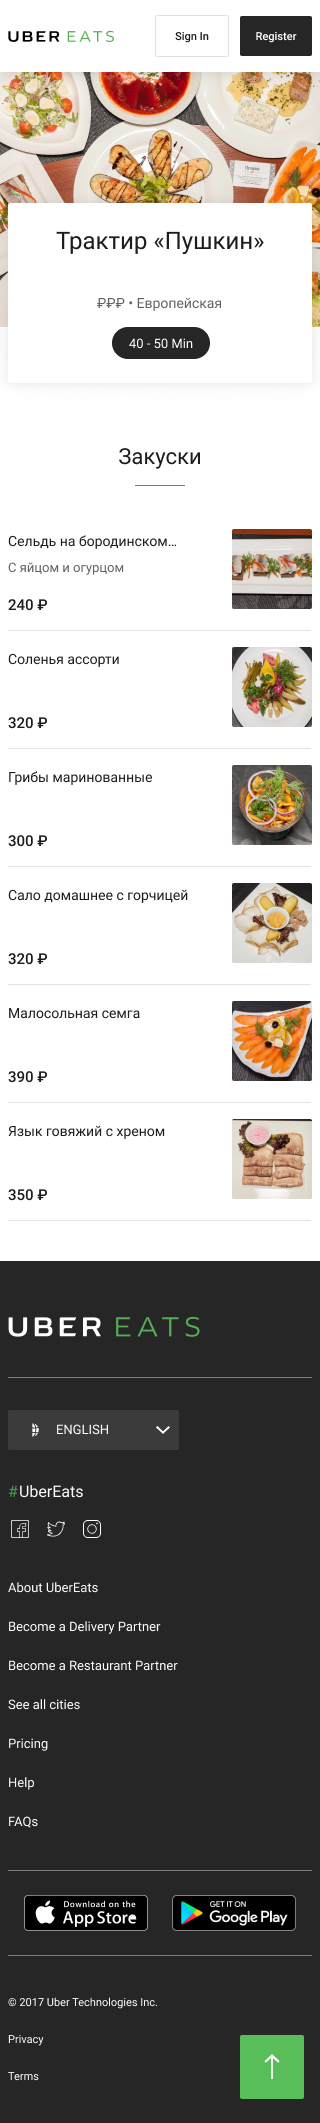 UBER EATS
Sign In
Register
Трактир «Пушкин»
₽₽₽ • Европейская
40 - 50 Min
Закуски
Сельдь на бородинском...
С яйцом и огурцом
240 ₽
Соленья ассорти
320 ₽
Грибы маринованные
300 ₽
Сало домашнее с горчицей
320 ₽
Малосольная семга
390 ₽
Язык говяжий с хреном
350 ₽
UBER EATS
ENGLISH
#UberEats
About UberEats
Become a Delivery Partner
Become a Restaurant Partner
See all cities
Pricing
Help
FAQs
Download on the
App Store
GET IT ON
Google Play
© 2017 Uber Technologies Inc.
Privacy
Terms